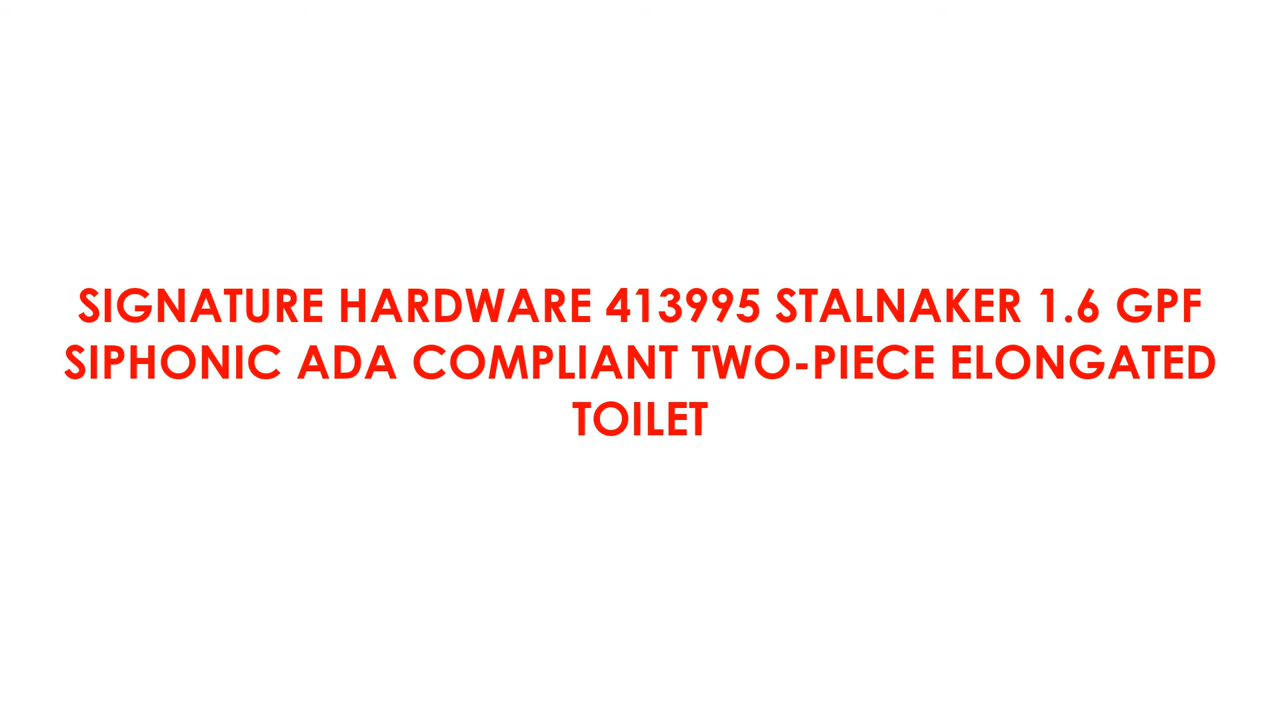 SIGNATURE HARDWARE 413995 STALNAKER 1.6 GPF
SIPHONIC ADA COMPLIANT TWO-PIECE ELONGATED
TOILET